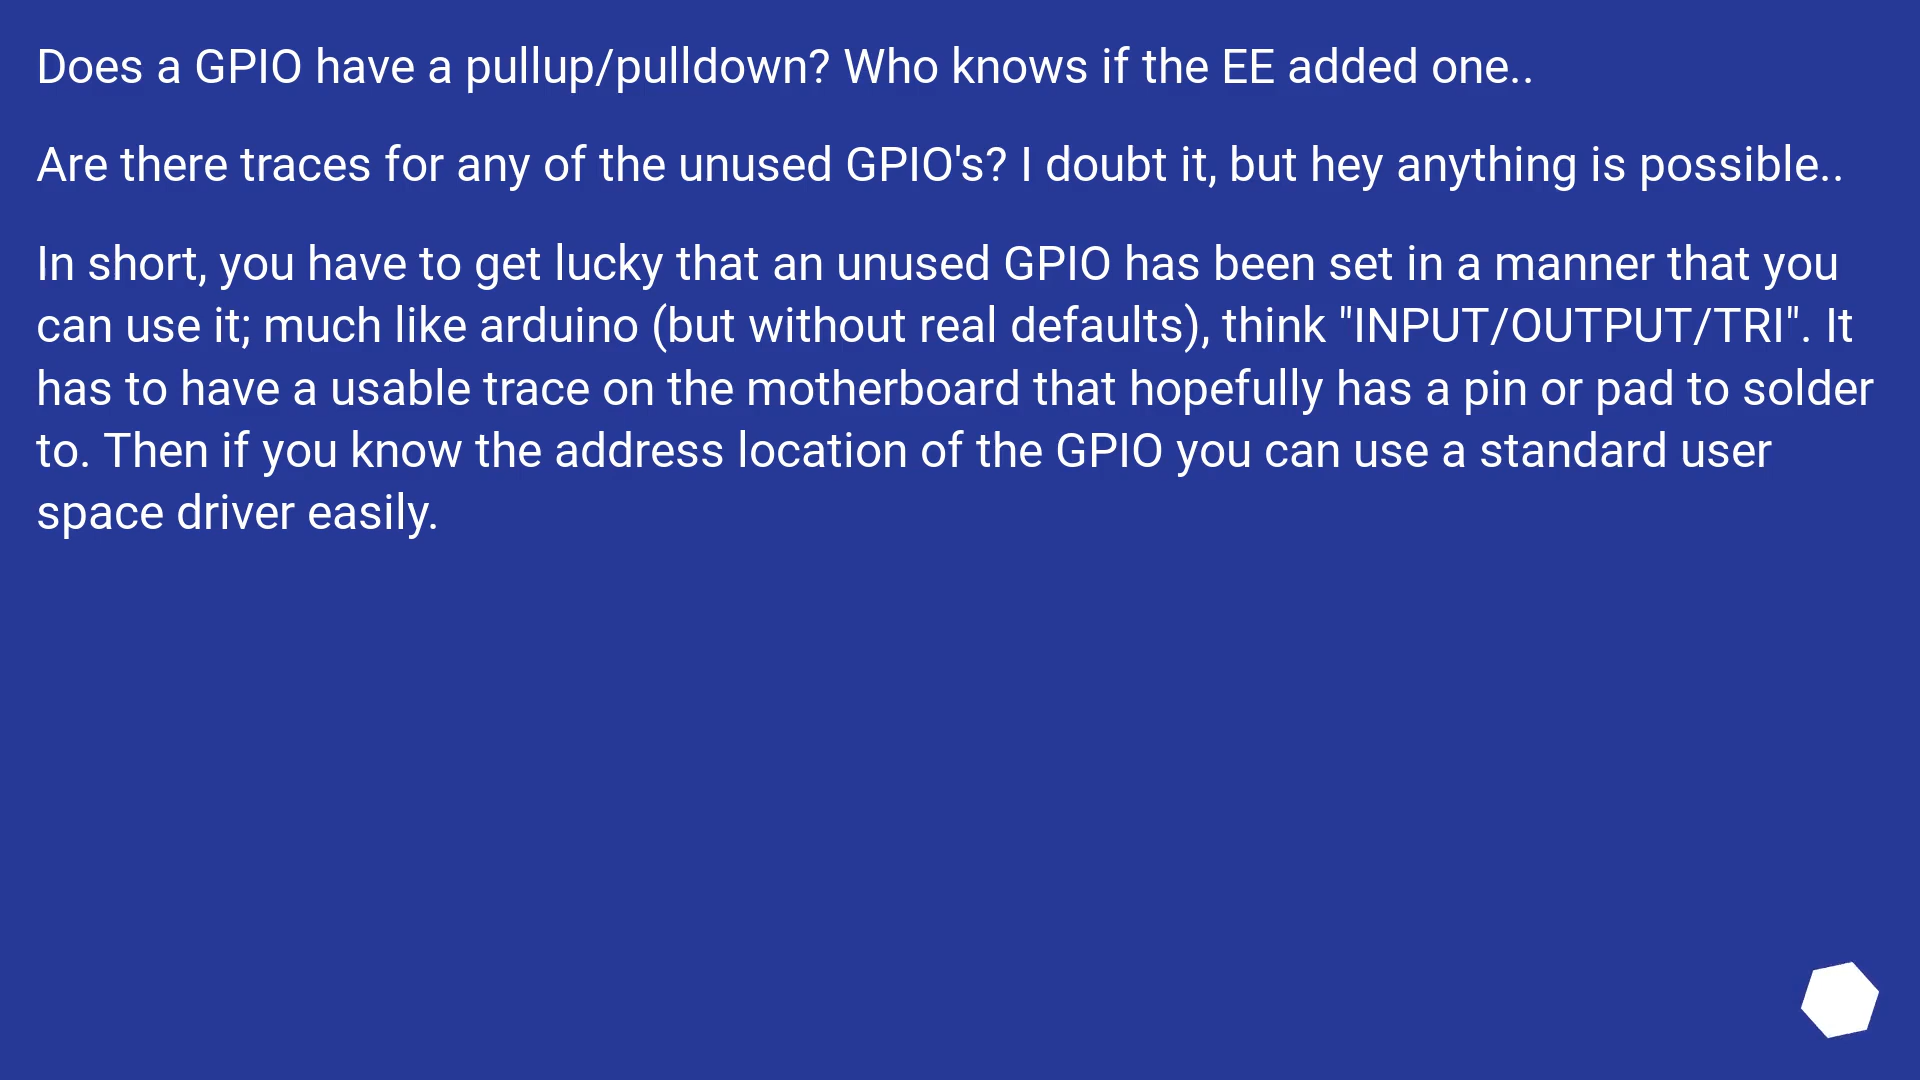 Does a GPIO have a pullup/pulldown? Who knows if the EE added one..
Are there traces for any of the unused GPIO's? I doubt it, but hey anything is possible..
In short, you have to get lucky that an unused GPIO has been set in a manner that you
can use it; much like arduino (but without real defaults), think "INPUT/OUTPUT/TRI". It
has to have a usable trace on the motherboard that hopefully has a pin or pad to solder
to. Then if you know the address location of the GPIO you can use a standard user
space driver easily.